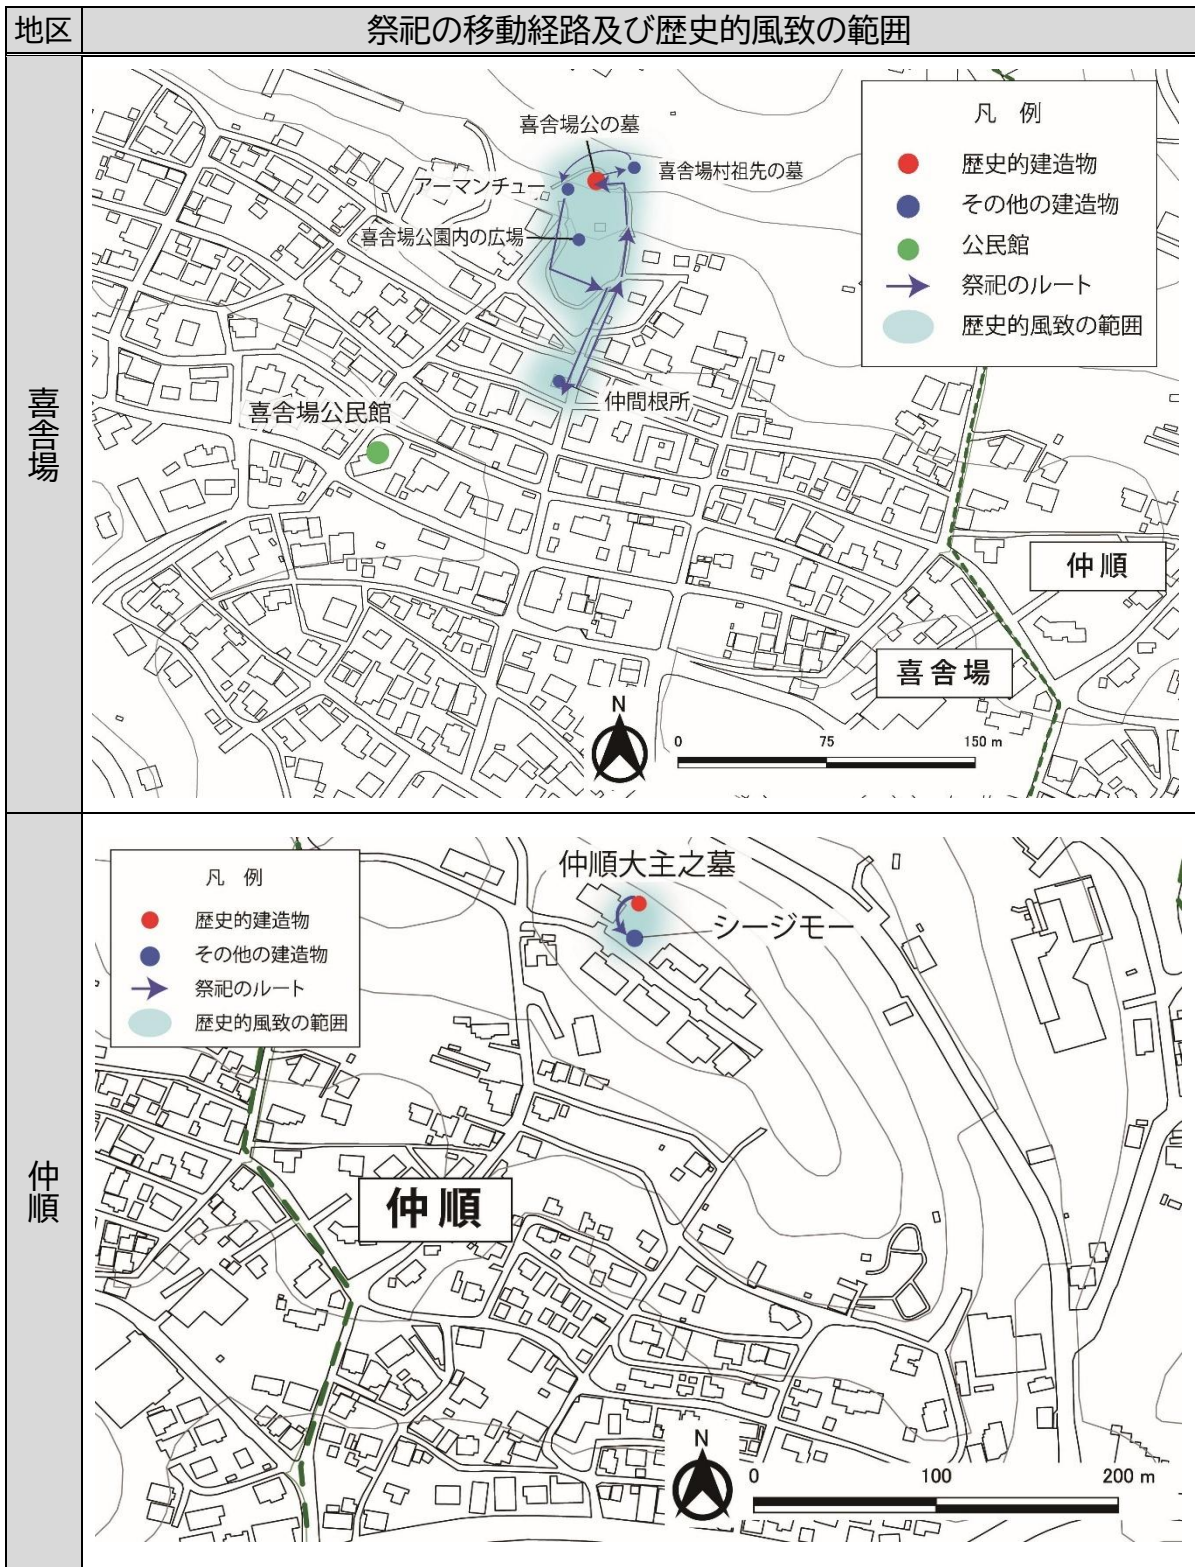 地区
祭祀の移動経路及び歴史的風致の範囲
喜舎場
喜舎場公の墓
喜舎場村祖先の墓
アーマンチュー
喜舎場公園内の広場
仲間根所
喜舎場公民館
凡 例
歴史的建造物
その他の建造物
公民館
祭祀のルート
歴史的風致の範囲
仲順
喜舎場
N
0 75 150 m
仲順
凡 例
歴史的建造物
その他の建造物
祭祀のルート
歴史的風致の範囲
仲順大主之墓
シージモー
仲順
N
0 100 200 m